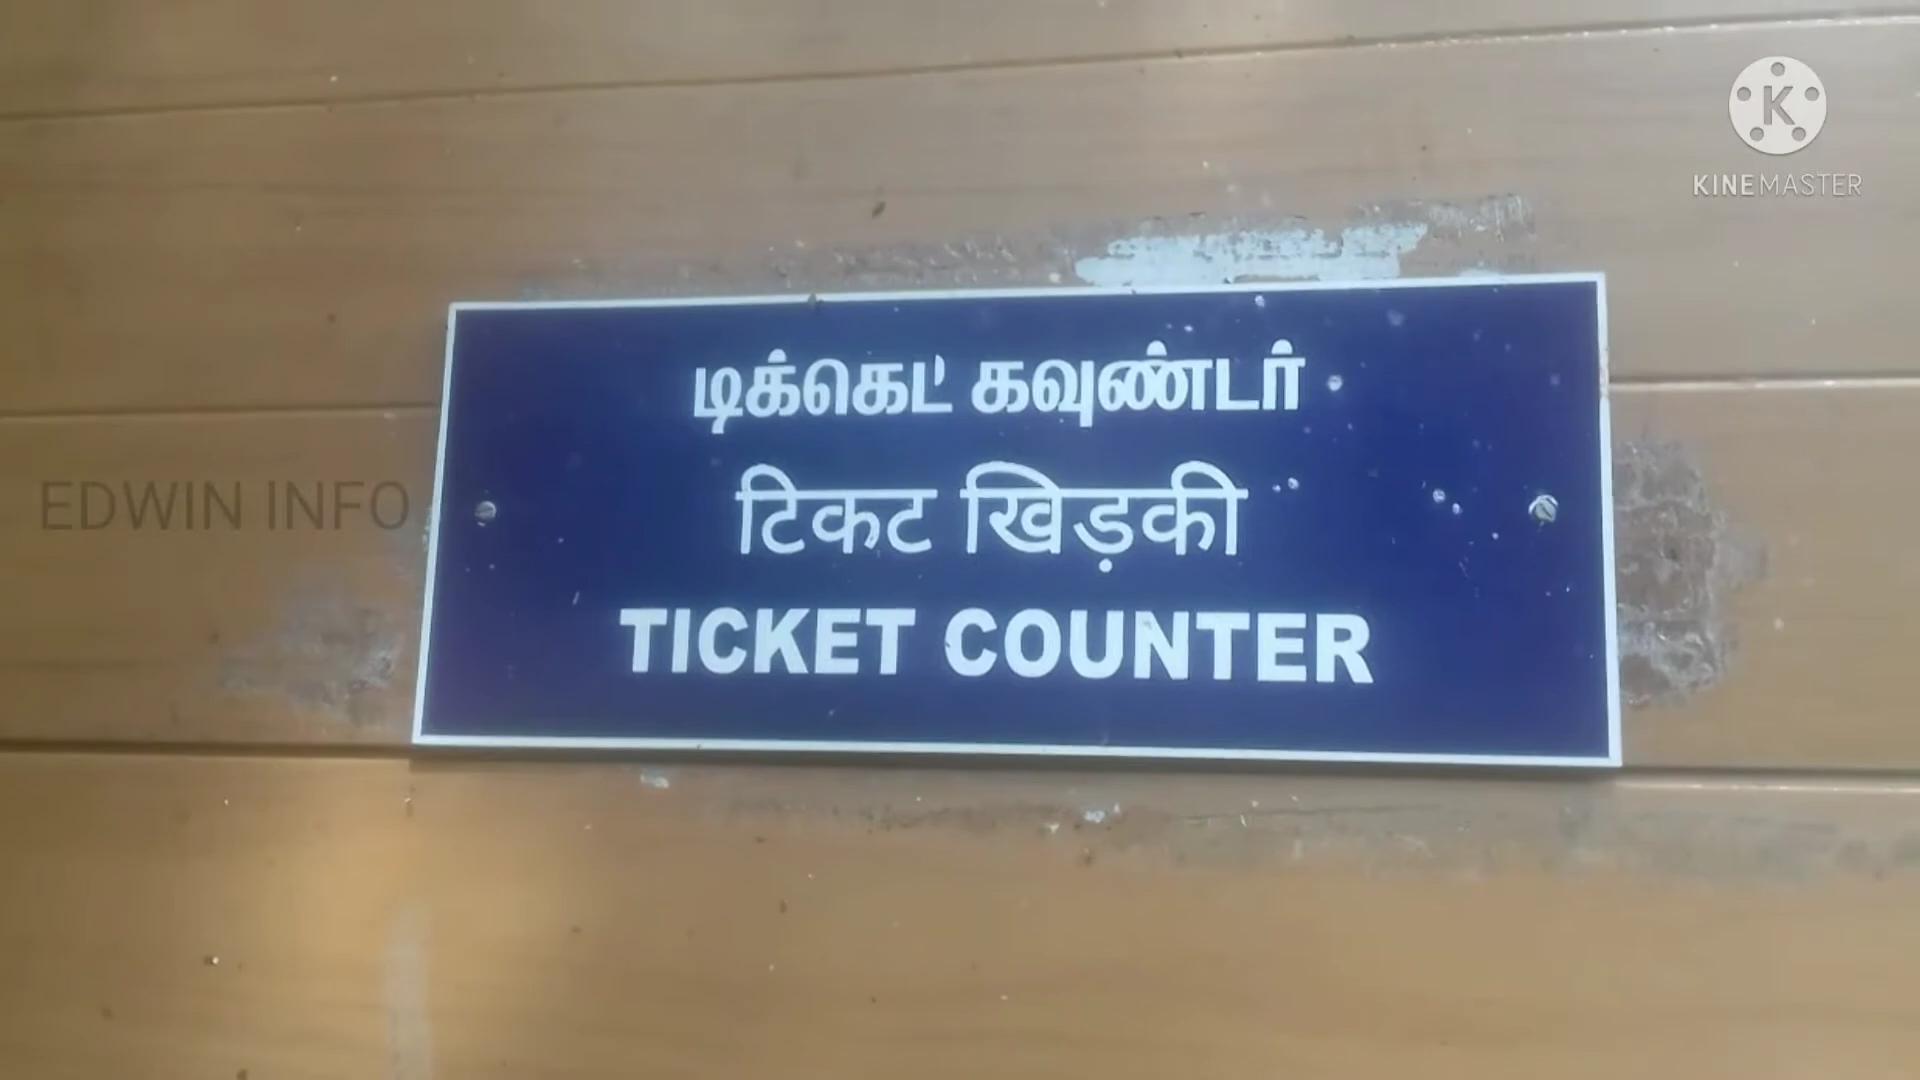 KINEMASTER
டிக்கெட் கவுண்டர்
टिकट खिड़की
EDWIN INFO
TICKET COUNTER